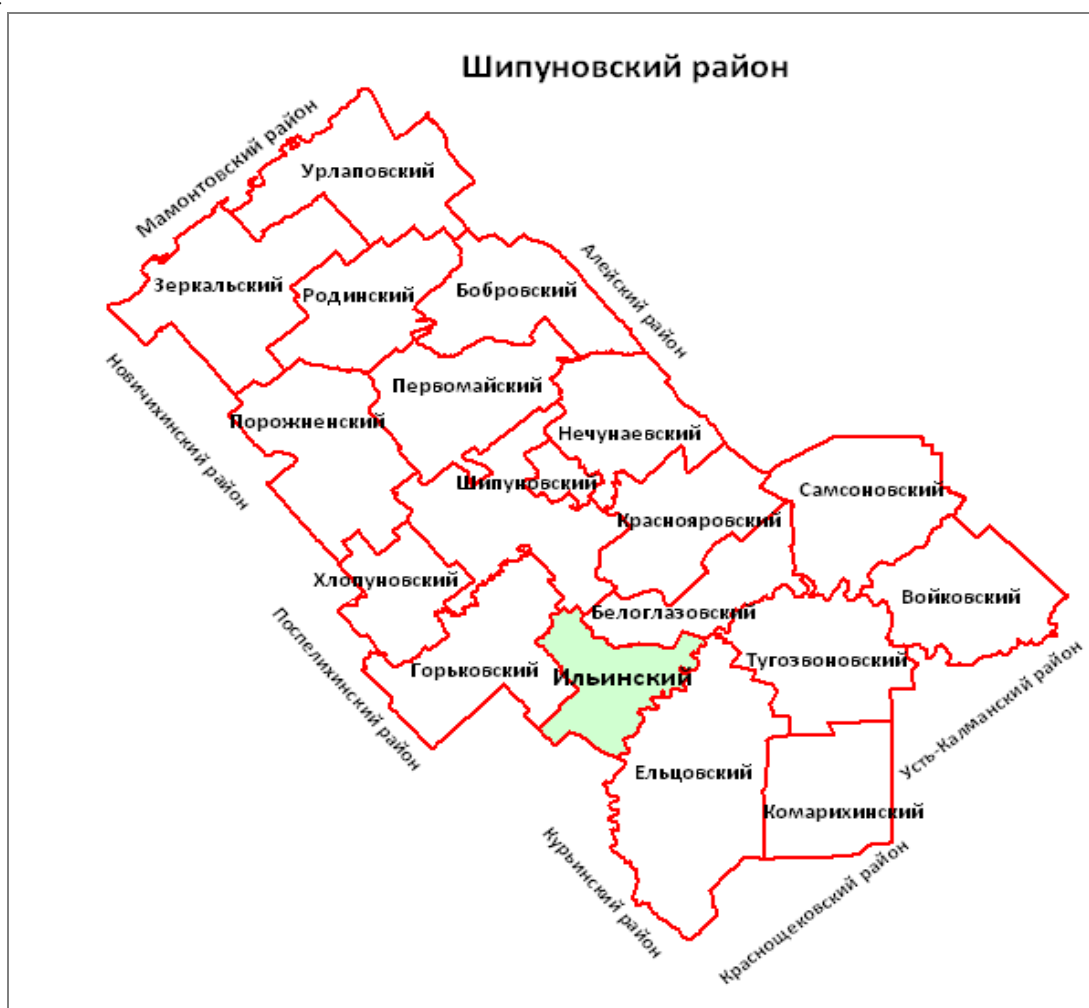 Шипуновский район
Мамонтовский район
Урлаповский
Алейский район
Зеркальский
Родинский
Бобровский
Новичихинский район
Первомайский
Порожненский
Нечунаевский
Шипуновский
Самсоновский
Краснояровский
Хлопуновский
Войковский
Белоглазовский
Поспелихинский район
Горьковский
Ильинский
Тугозвоновский
Усть-Калманский район
Ельцовский
Комарихинский
Курьинский район
Краснощековский район